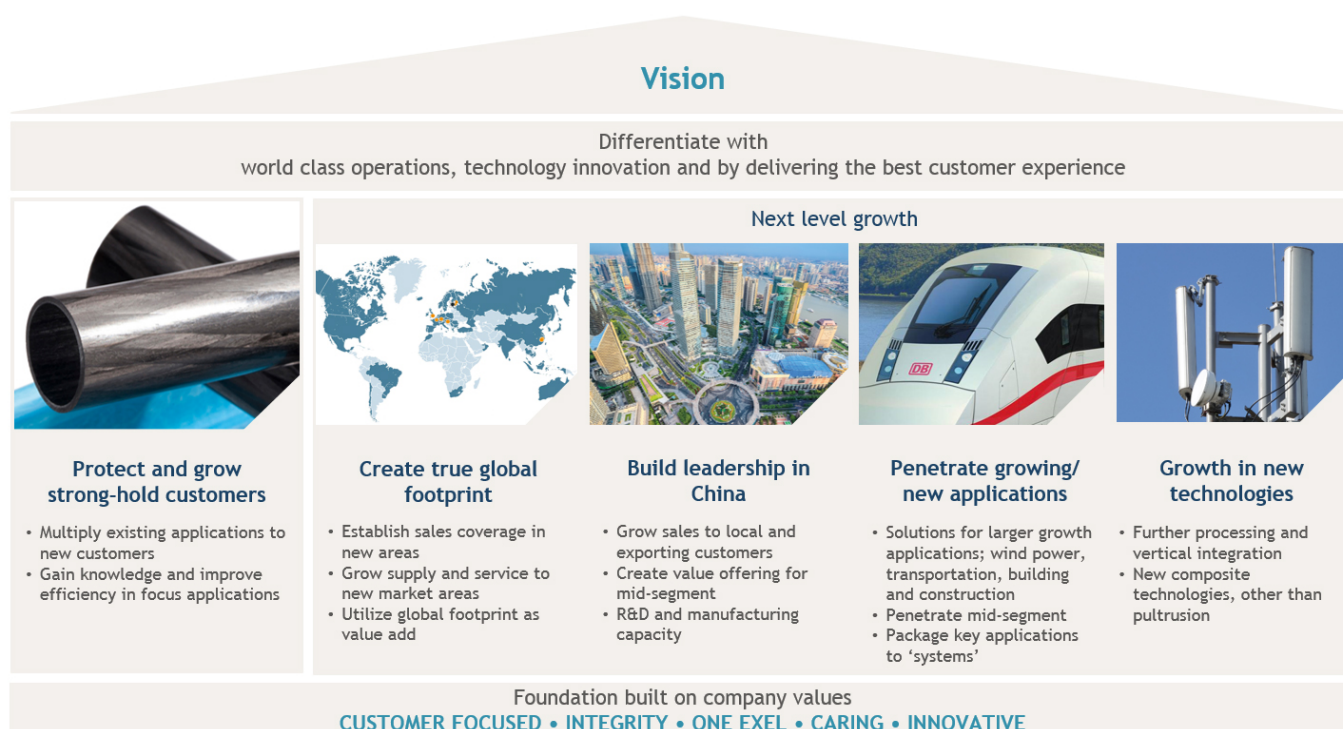 Vision
Differentiate with
world class operations, technology innovation and by delivering the best customer experience
Next level growth
DB
Protect and grow
strong-hold customers
• Multiply existing applications to
new customers
• Gain knowledge and improve
efficiency in focus applications
Create true global
footprint
• Establish sales coverage in
new areas
• Grow supply and service to
new market areas
• Utilize global footprint as
value add
Build leadership in
China
• Grow sales to local and
exporting customers
• Create value offering for
mid-segment
• R&D and manufacturing
capacity
Penetrate growing/
new applications
• Solutions for larger growth
applications; wind power,
transportation, building
and construction
• Penetrate mid-segment
• Package key applications
to ‘systems’
Growth in new
technologies
• Further processing and
vertical integration
• New composite
technologies, other than
pultrusion
Foundation built on company values
CUSTOMER FOCUSED • INTEGRITY • ONE EXEL • CARING • INNOVATIVE